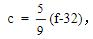 c = 5/9 (f-32),